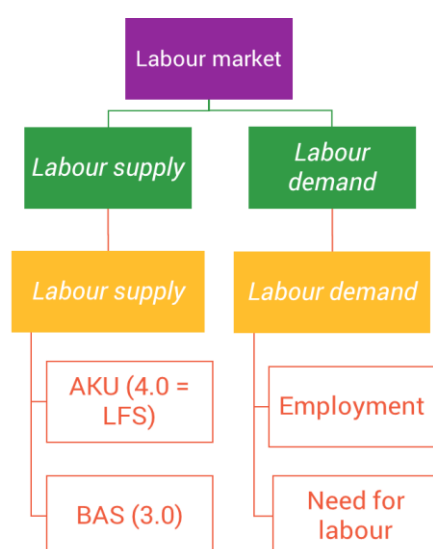 Labour market
Labour supply
Labour
demand
Labour supply
Labour demand
AKU (4.0 =
LFS)
Employment
BAS (3.0)
Need for
labour